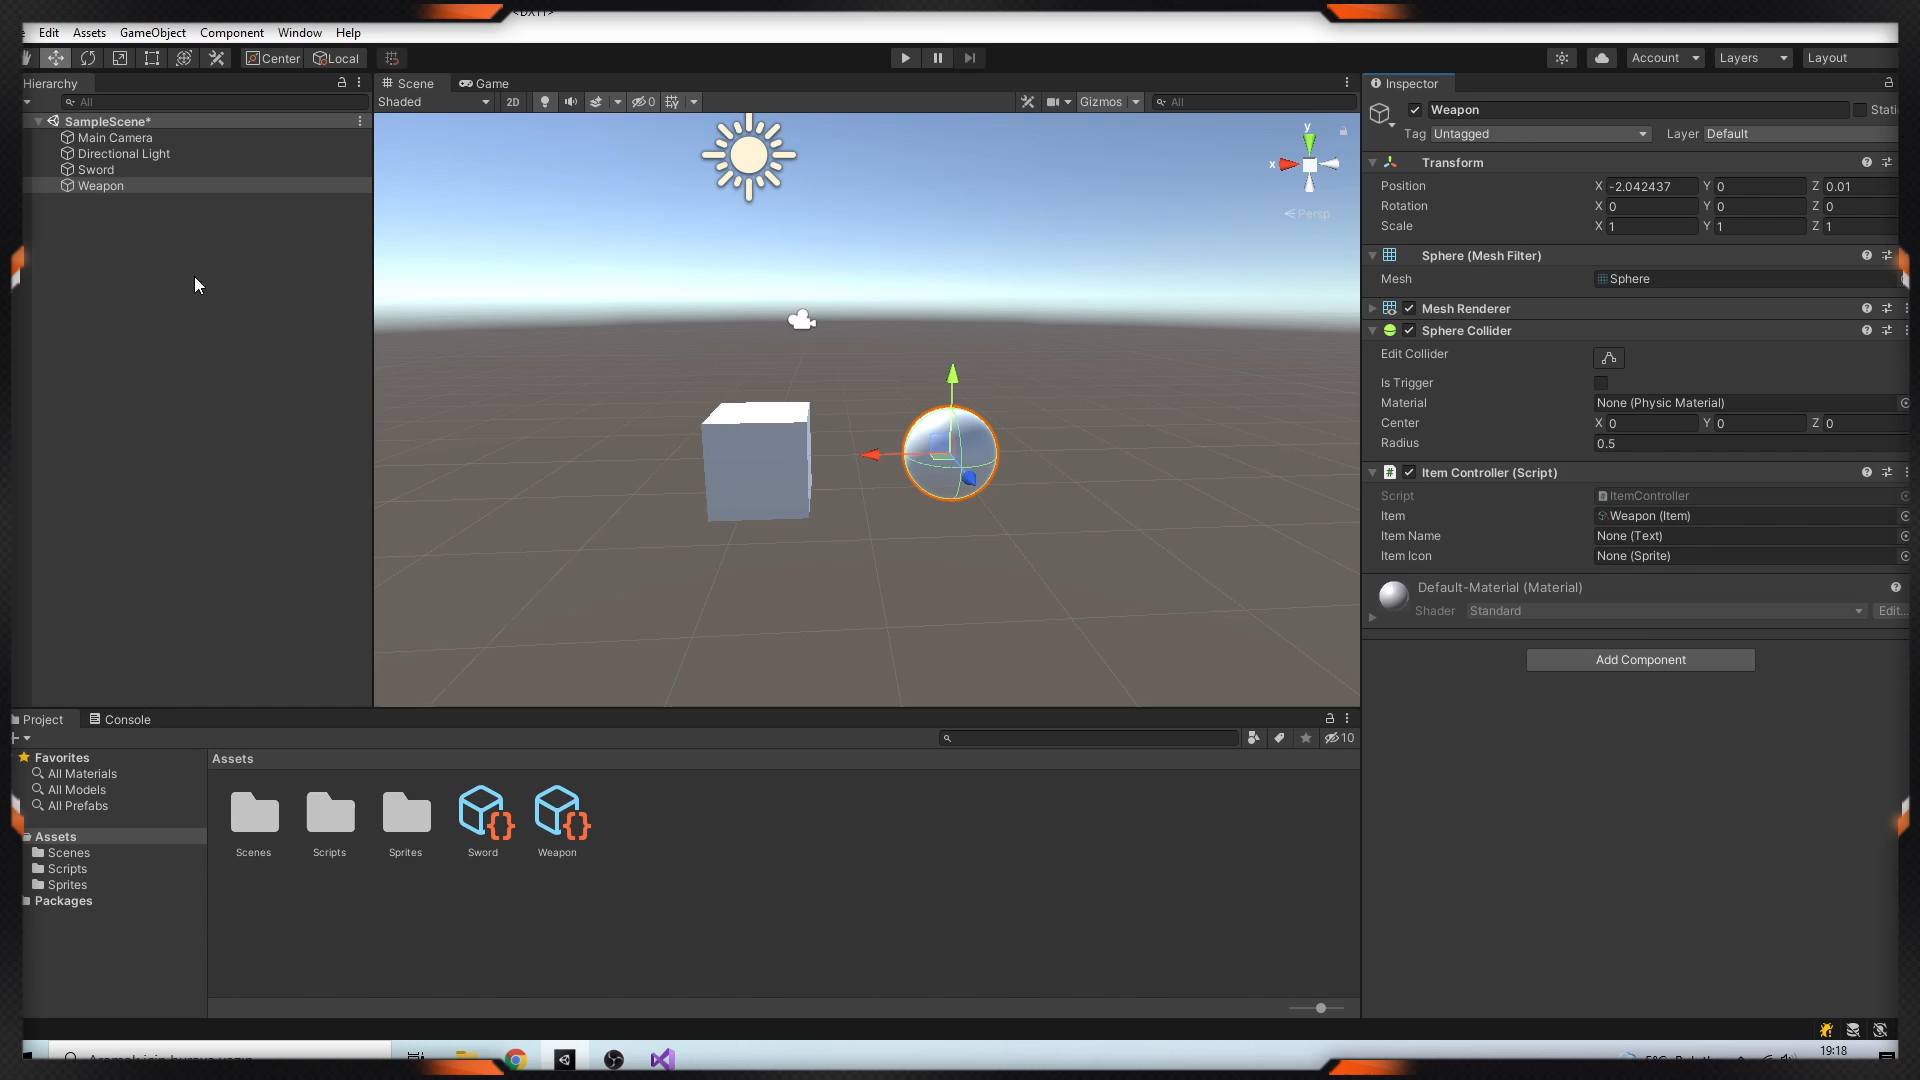 <DX11>
Edit Assets GameObject Component Window Help
Center Local Account Layers Layout
Hierarchy
All
SampleScene*
Main Camera
Directional Light
Sword
Weapon
Scene Game
Shaded 2D 0 Gizmos All
y
x
Persp
Inspector
Weapon Stati
Tag Untagged Layer Default
Transform
Position X -2.042437 Y 0 Z 0.01
Rotation X 0 Y 0 Z 0
Scale X 1 Y 1 Z 1
Sphere (Mesh Filter)
Mesh Sphere
Mesh Renderer
Sphere Collider
Edit Collider
Is Trigger
Material None (Physic Material)
Center X 0 Y 0 Z 0
Radius 0.5
Item Controller (Script)
Script ItemController
Item Weapon (Item)
Item Name None (Text)
Item Icon None (Sprite)
Default-Material (Material)
Shader Standard Edit...
Add Component
Project Console
10
Favorites
All Materials
All Models
All Prefabs
Assets
Scenes
Scripts
Sprites
Packages
Assets
Scenes Scripts Sprites Sword Weapon
19:18